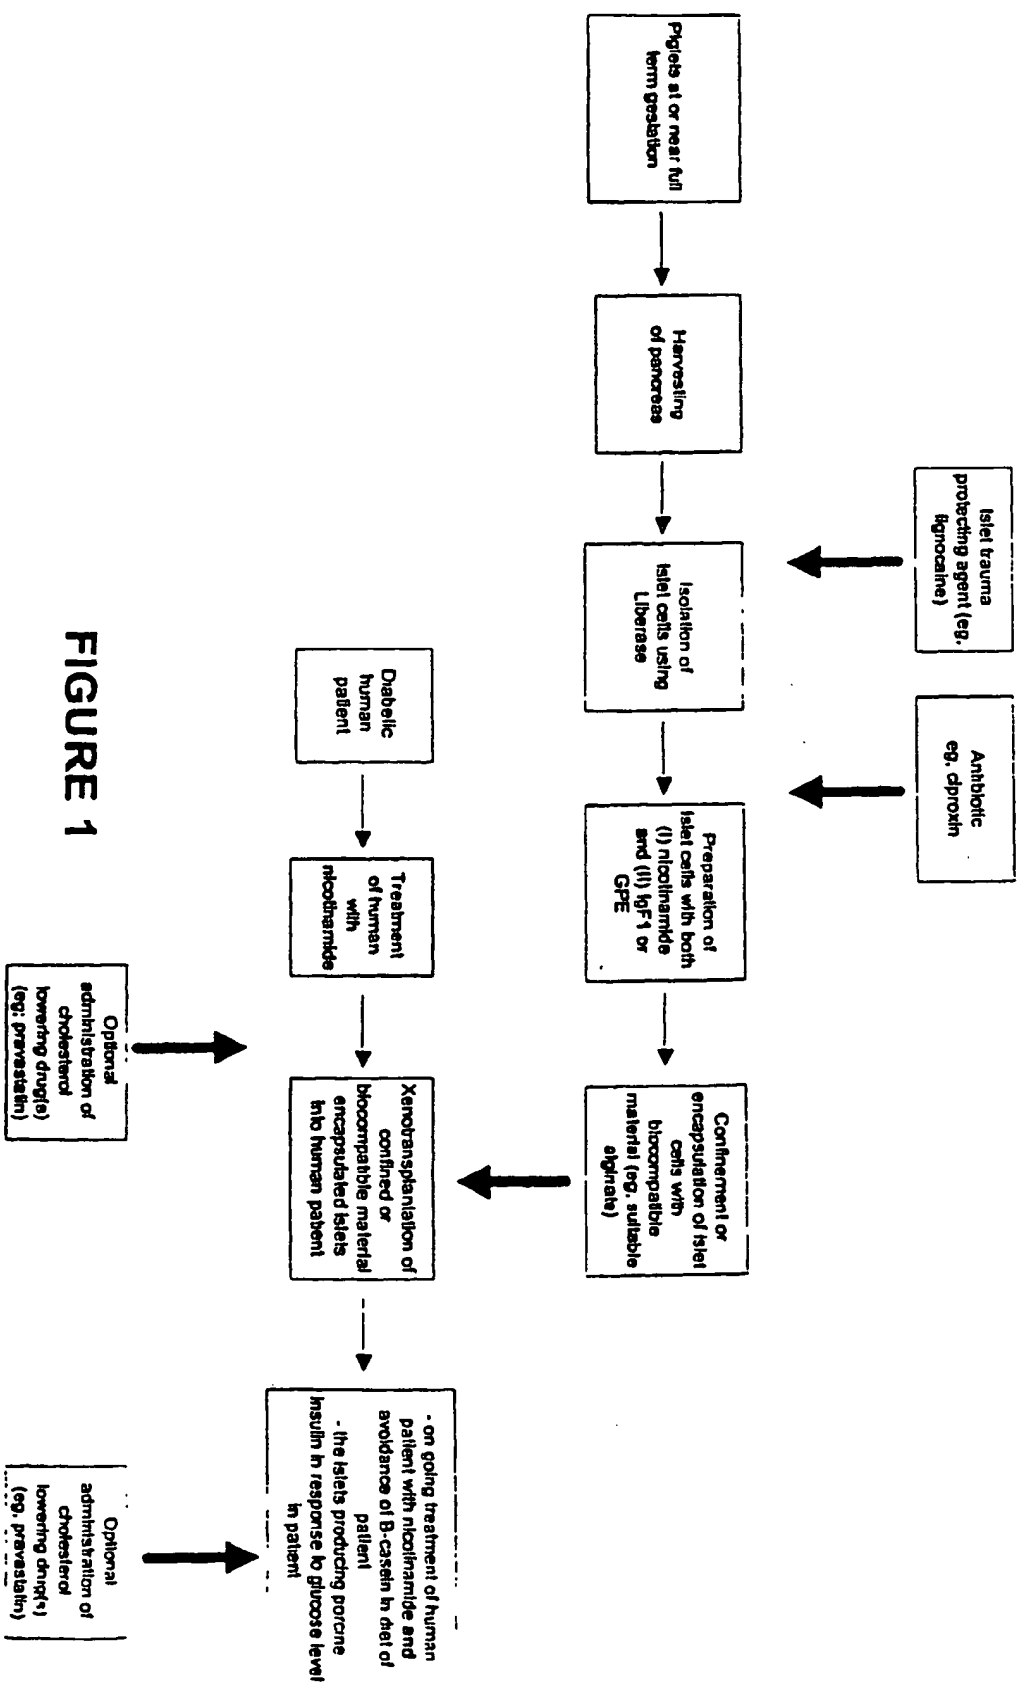 Islet trauma
protecting agent (eg,
lignocaine)
Antibiotic
eg, ciproxin
Piglets at or near full
term gestation
Harvesting
of pancreas
Isolation of
islet cells using
Liberase
Preparation of
islet cells with both
(I) nicotinamide
and (II) IgF1 or
GPE
Confinement or
encapsulation of islet
cells with
biocompatible
material (eg, suitable
alginate)
Diabetic
human
patient
Treatment
of human
with
nicotinamide
Xenotransplantation of
confined or
biocompatible material
encapsulated islets
into human patient
- on going treatment of human
patient with nicotinamide and
avoidance of B-casein in diet of
patient
- the islets producing porcine
insulin in response to glucose level
in patient
Optional
administration of
cholesterol
lowering drug(s)
(eg; pravastatin)
Optional
administration of
cholesterol
lowering drug(s)
(eg, pravastatin)
FIGURE 1